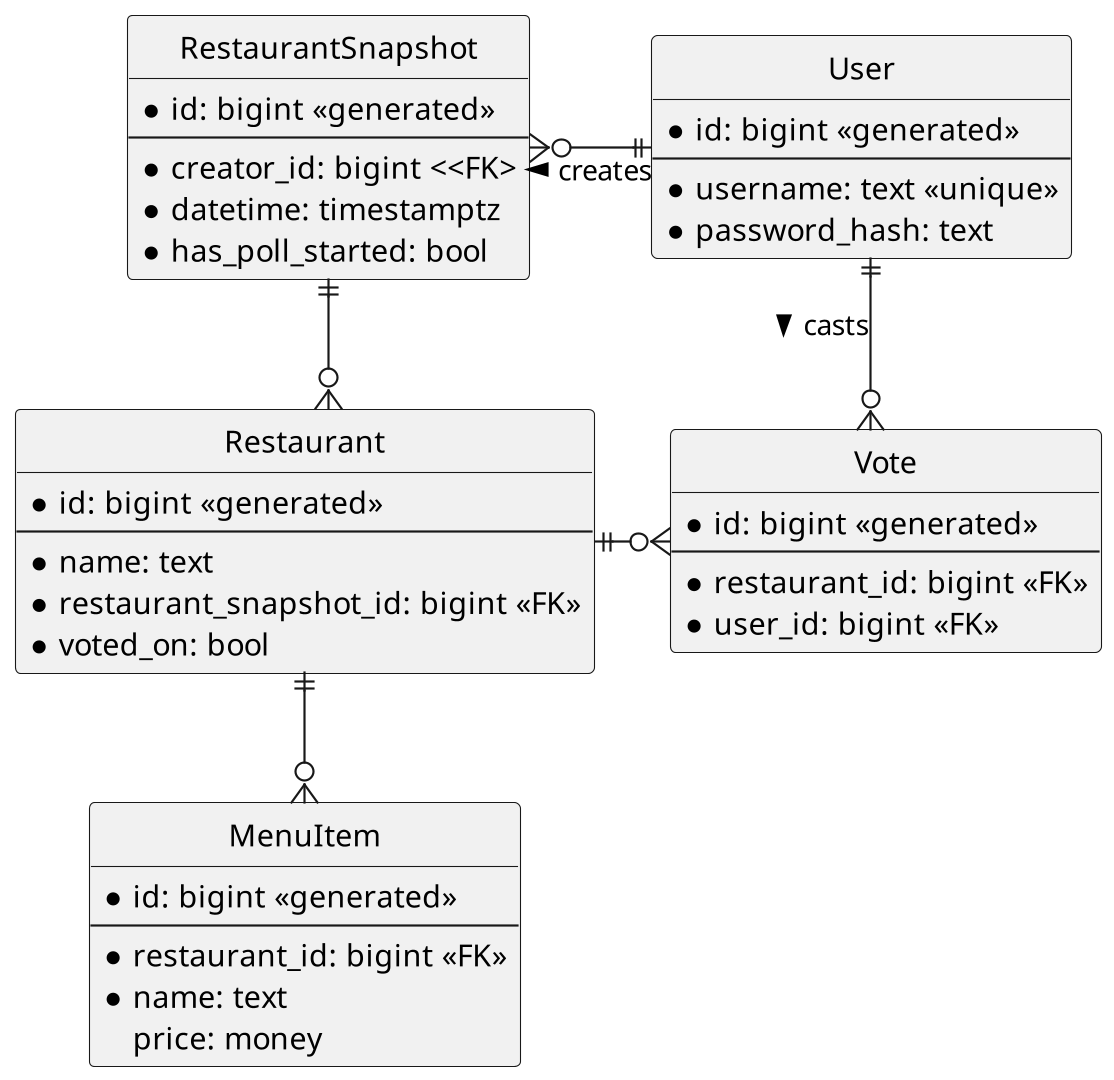 RestaurantSnapshot
id: bigint «generated»
creator_id: bigint <<FK>
datetime: timestamptz
has_poll_started: bool
creates
User
id: bigint «generated»
username: text «unique»
password_hash: text
casts
Restaurant
id: bigint «generated»
name: text
restaurant_snapshot_id: bigint «FK»
voted_on: bool
Vote
id: bigint «generated»
restaurant_id: bigint «FK»
user_id: bigint «FK»
MenuItem
id: bigint «generated»
restaurant_id: bigint «FK»
name: text
price: money